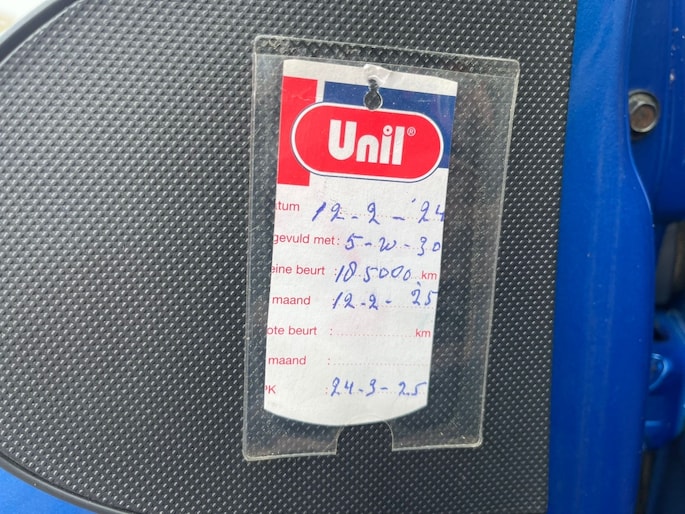 Unil®
tum 12-2-'24
gevuld met: 5-w-30
eine beurt : 185000 km
maand : 12-2-25
ote beurt : km
maand :
K : 24-3-25